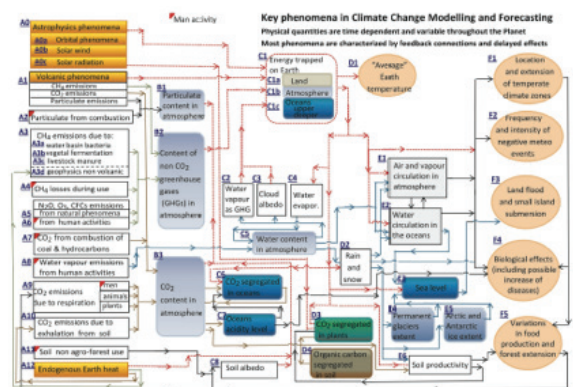 Man activity
Key phenomena in Climate Change Modelling and Forecasting
Physical quantities are time dependent and variable throughout the Planet
Most phenomena are characterized by feedback connections and delayed effects
A0
Astrophysics phenomena
A0a Orbital phenomena
A0b Solar wind
A0c Solar radiation
A1
Volcanic phenomena
CH4 emissions
CO2 emissions
Particulate emissions
A2
Particulate from combustion
A3
CH4 emissions due to:
A3a water basin bacteria
A3b vegetal fermentation
A3c livestock manure
A3d geophysics non volcanic
A4
CH4 losses during use
N2O, O3, CFCs emissions
A5 from natural phenomena
A6 from human activities
A7
CO2 from combustion of
coal & hydrocarbons
A8
Water vapour emissions
from human activities
A9
CO2 emissions
due to respiration
men
animals
plants
A10
CO2 emissions due to
exhalation from soil
A11
Soil non agro-forest use
A12
Endogenous Earth heat
B1
Particulate
content in
atmosphere
B2
Content of
non CO2
greenhouse
gases
(GHGs) in
atmosphere
B3
CO2
content in
atmosphere
C1
Energy trapped
on Earth
C1a Land
C1b Atmosphere
C1c Oceans
upper
deeper
C2
Water
vapour
as GHG
C3
Cloud
albedo
C4
Water
evapor.
C5
Water content in
atmosphere
C6
CO2 segregated
in oceans
C7
Oceans
acidity level
C8
Soil albedo
D1
"Average"
Earth
temperature
D2
Rain
and
snow
D3
CO2 segregated
in plants
D4
Organic carbon
segregated
in soil
E1
Air and vapour
circulation in
atmosphere
E2
Water
circulation in
the oceans
E3
Sea level
E4
Permanent
glaciers
extent
E5
Arctic and
Antarctic
ice extent
E6
Soil productivity
F1
Location
and extension
of temperate
climate zones
F2
Frequency
and intensity of
negative meteo
events
F3
Land flood
and small island
submersion
F4
Biological effects
(including possible
increase of
diseases)
F5
Variations
in food
production and
forest extension